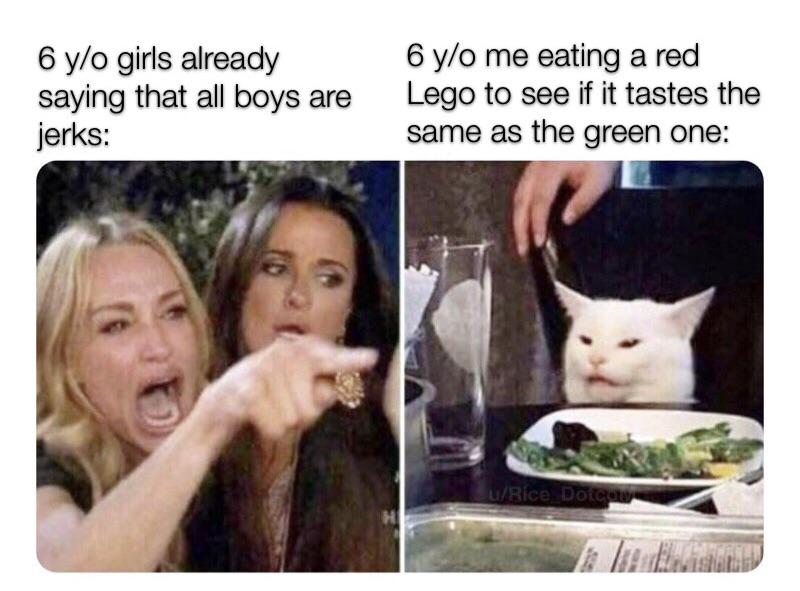 6 y/o girls already
saying that all boys are
jerks:
6 y/o me eating a red
Lego to see if it tastes the
same as the green one:
u/Rice_DotcoM